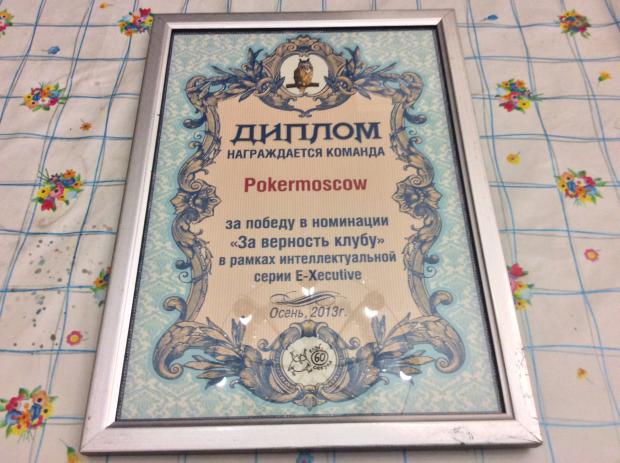 ДИПЛОМ
НАГРАЖДАЕТСЯ КОМАНДА
Pokermoscow
за победу в номинации
«За верность клубу»
в рамках интеллектуальной
серии E-Xecutive
Осень, 2013г.
60